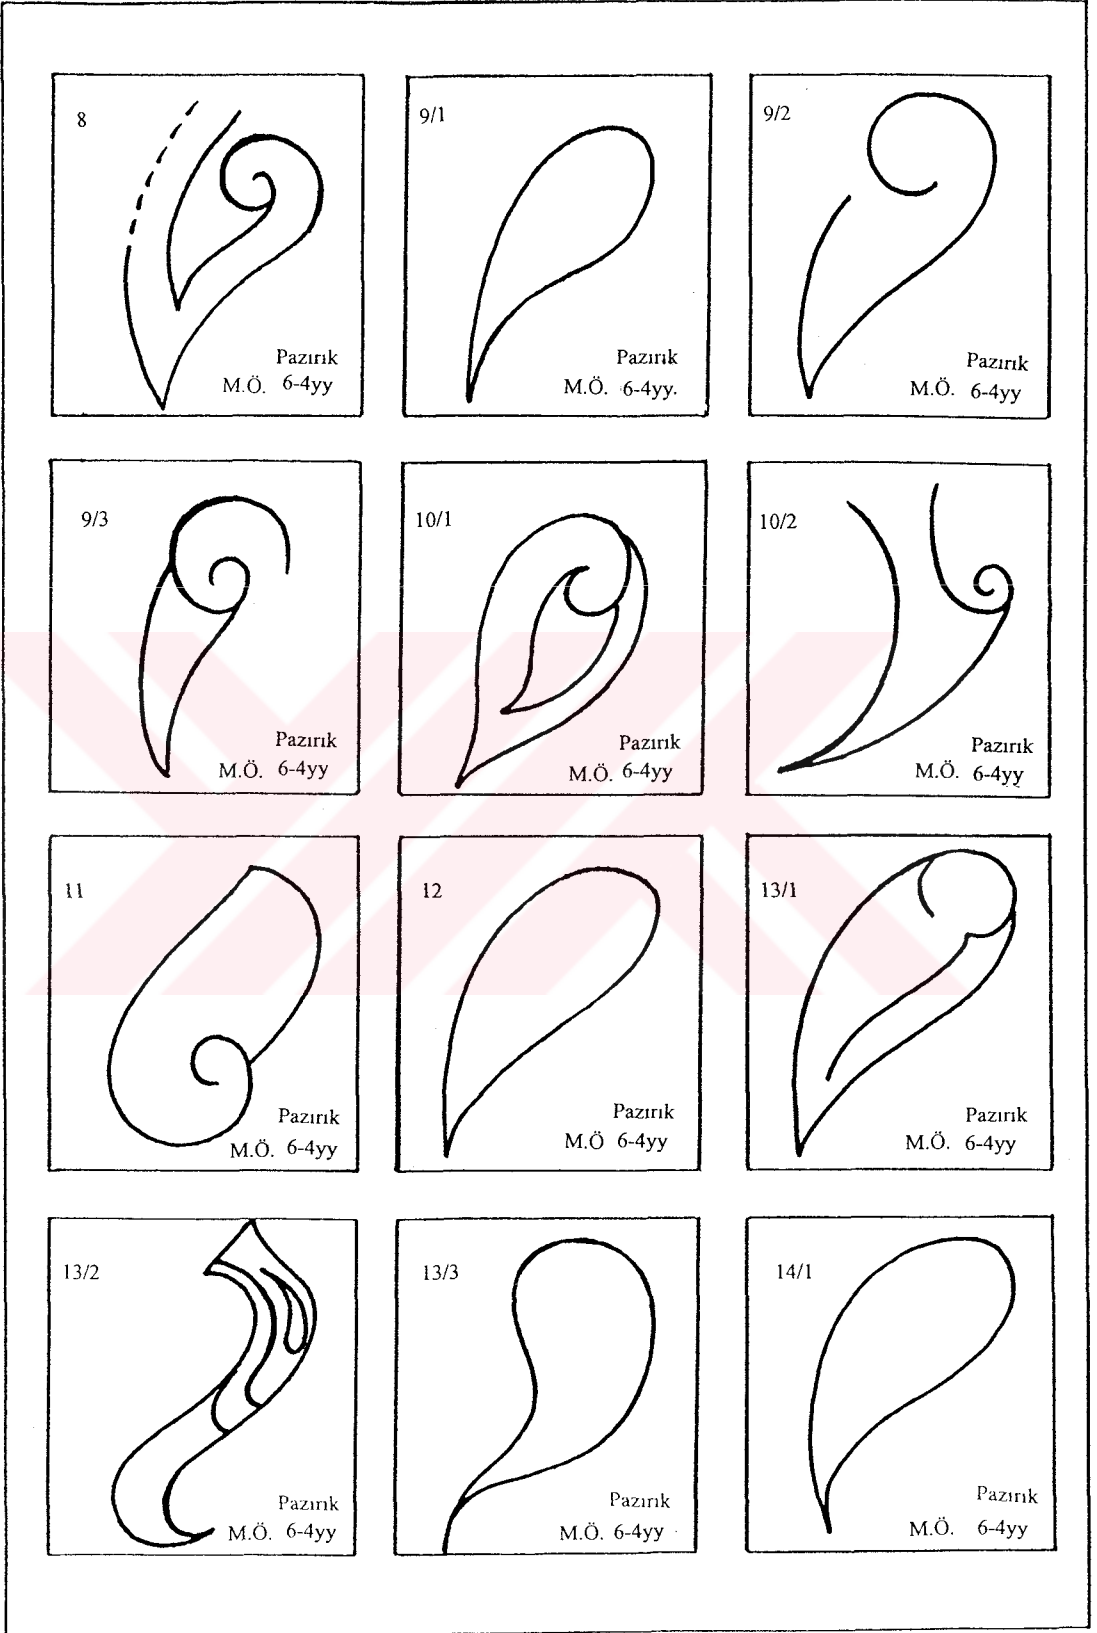 8
Pazırık
M.Ö. 6-4yy
9/1
Pazırık
M.Ö. 6-4yy.
9/2
Pazırık
M.Ö. 6-4yy
9/3
Pazırık
M.Ö. 6-4yy
10/1
Pazırık
M.Ö. 6-4yy
10/2
Pazırık
M.Ö. 6-4yy
11
Pazırık
M.Ö. 6-4yy
12
Pazırık
M.Ö 6-4yy
13/1
Pazırık
M.Ö. 6-4yy
13/2
Pazırık
M.Ö. 6-4yy
13/3
Pazırık
M.Ö. 6-4yy
14/1
Pazırık
M.Ö. 6-4yy